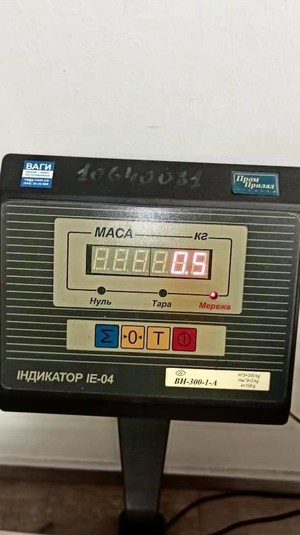 ВАГИ
10640031
Пром
Прилад
МАСА кг
0.5
Нуль Тара Мережа
Σ →0← Т
ІНДИКАТОР ІЕ-04
ВН-300-1-А